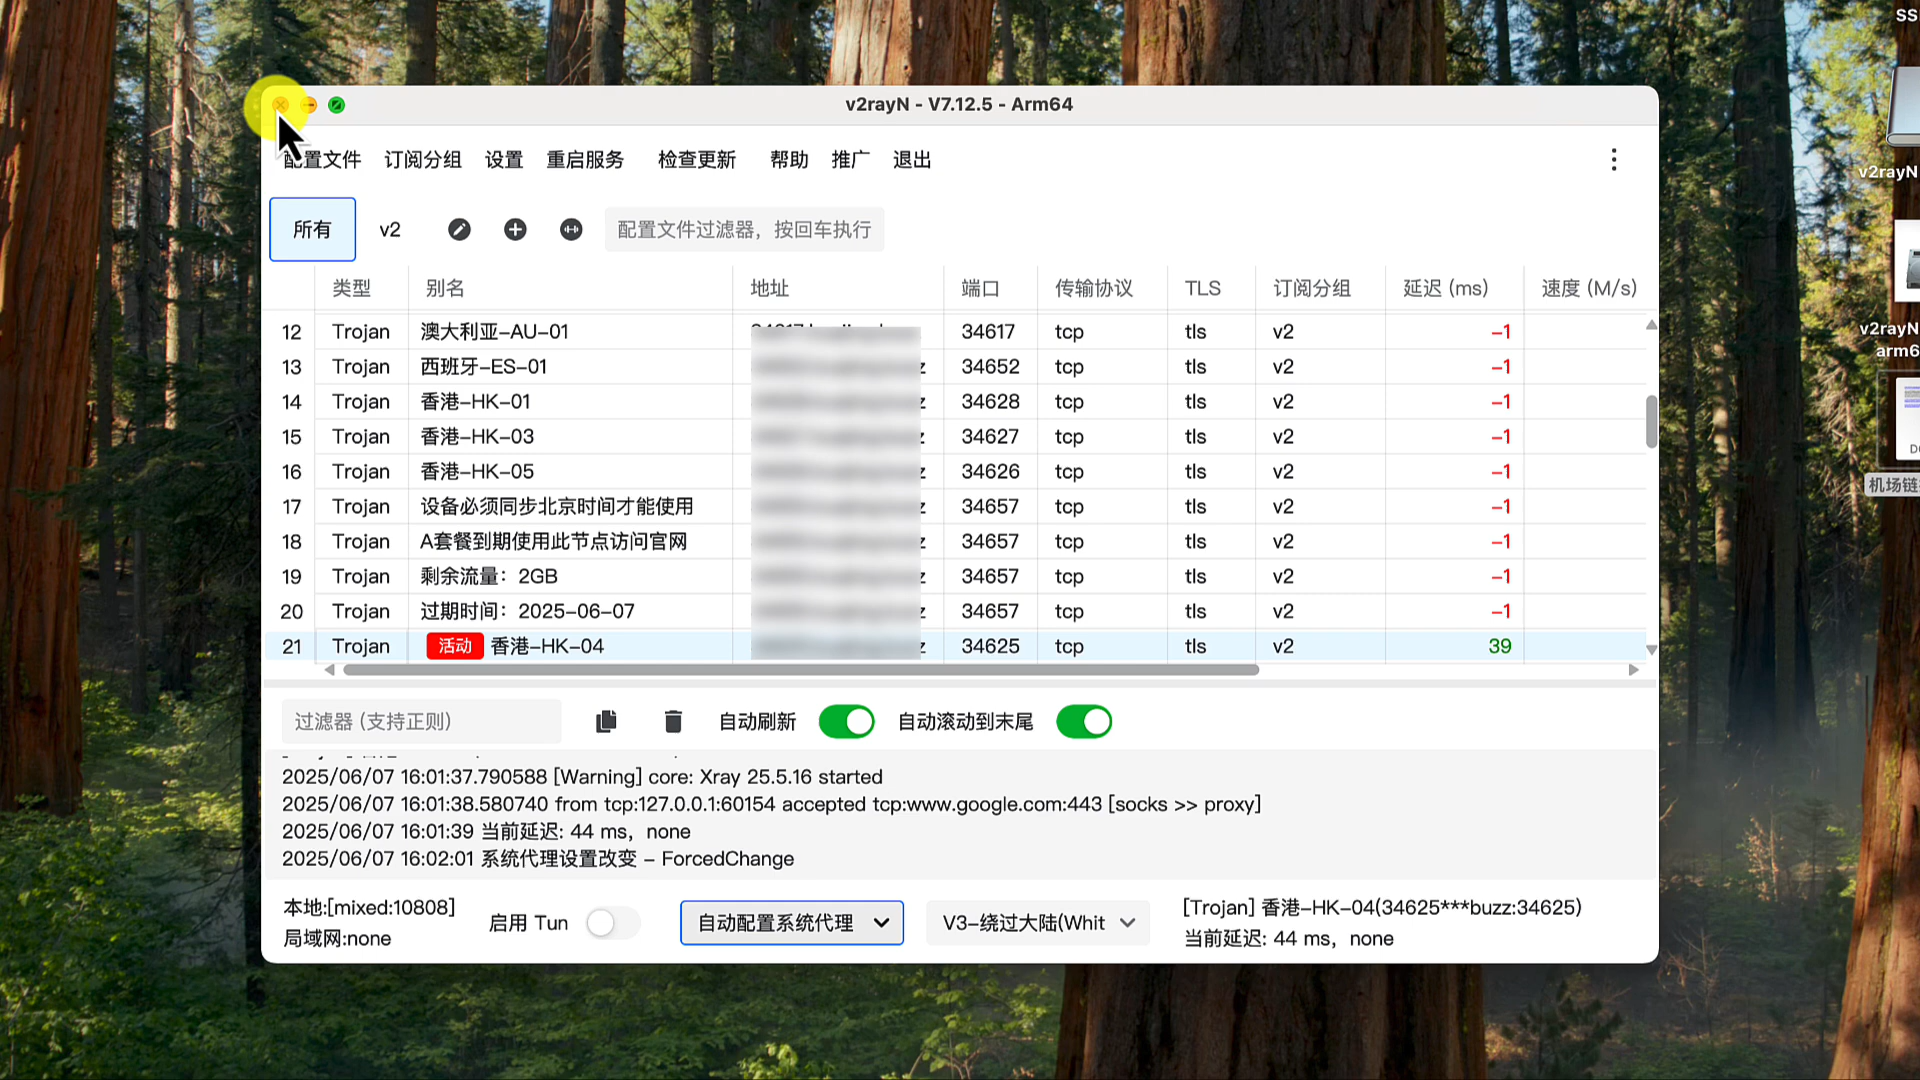 SS
v2rayN - V7.12.5 - Arm64
配置文件 订阅分组 设置 重启服务 检查更新 帮助 推广 退出
v2rayN
所有 v2 配置文件过滤器，按回车执行
类型 别名 地址 端口 传输协议 TLS 订阅分组 延迟 (ms) 速度 (M/s)
12 Trojan 澳大利亚-AU-01 34617 tcp tls v2 -1
v2rayN
arm6
13 Trojan 西班牙-ES-01 z 34652 tcp tls v2 -1
14 Trojan 香港-HK-01 z 34628 tcp tls v2 -1
15 Trojan 香港-HK-03 z 34627 tcp tls v2 -1
16 Trojan 香港-HK-05 z 34626 tcp tls v2 -1
机场链
17 Trojan 设备必须同步北京时间才能使用 z 34657 tcp tls v2 -1
18 Trojan A套餐到期使用此节点访问官网 z 34657 tcp tls v2 -1
19 Trojan 剩余流量：2GB z 34657 tcp tls v2 -1
20 Trojan 过期时间：2025-06-07 z 34657 tcp tls v2 -1
21 Trojan 活动 香港-HK-04 34625 tcp tls v2 39
过滤器 (支持正则) 自动刷新 自动滚动到末尾
2025/06/07 16:01:37.790588 [Warning] core: Xray 25.5.16 started
2025/06/07 16:01:38.580740 from tcp:127.0.0.1:60154 accepted tcp:www.google.com:443 [socks >> proxy]
2025/06/07 16:01:39 当前延迟: 44 ms，none
2025/06/07 16:02:01 系统代理设置改变 - ForcedChange
本地:[mixed:10808]
局域网:none
启用 Tun 自动配置系统代理 V3-绕过大陆(Whit
[Trojan] 香港-HK-04(34625***buzz:34625)
当前延迟: 44 ms，none